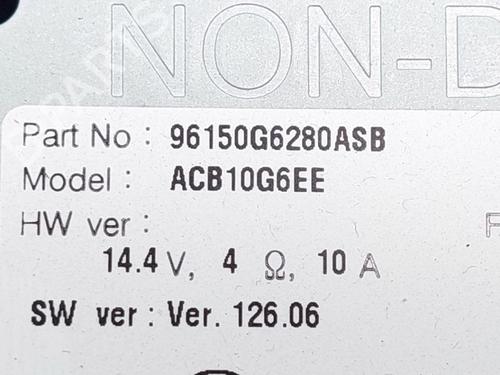 NON-D
Part No : 96150G6280ASB
Model : ACB10G6EE
HW ver :
F
14.4 V, 4 Ω, 10 A
SW ver : Ver. 126.06